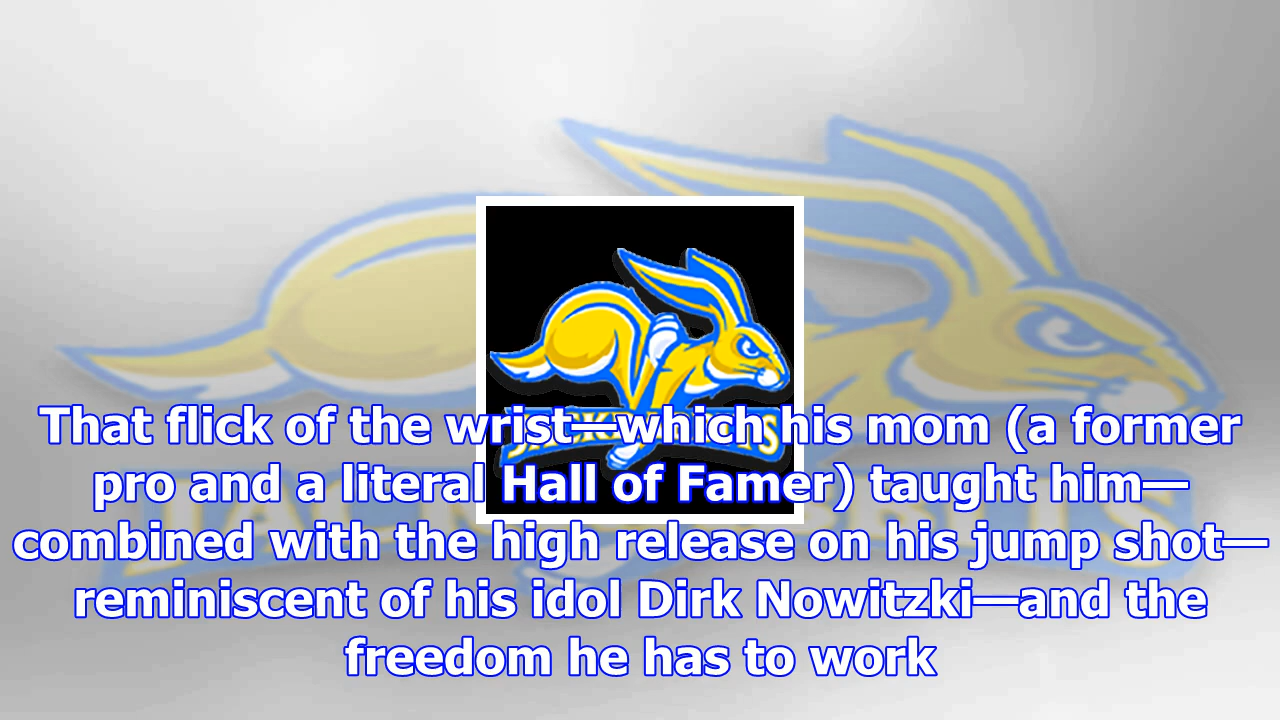 That flick of the wrist—which his mom (a former
pro and a literal Hall of Famer) taught him—
combined with the high release on his jump shot—
reminiscent of his idol Dirk Nowitzki—and the
freedom he has to work